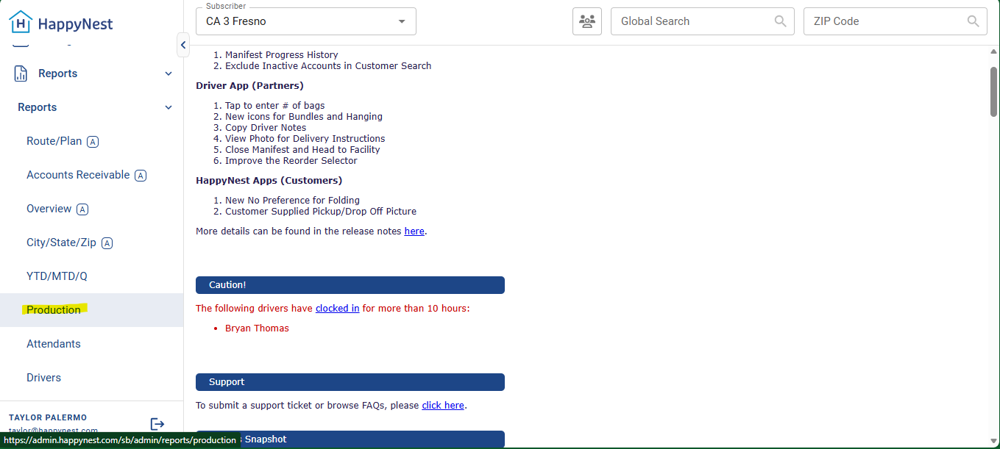 HappyNest
Subscriber
CA 3 Fresno
Global Search
ZIP Code
Reports
Reports
Route/Plan A
Accounts Receivable A
Overview A
City/State/Zip A
YTD/MTD/Q
Production
Attendants
Drivers
TAYLOR PALERMO
taylor@happynest.com
https://admin.happynest.com/sb/admin/reports/production
1. Manifest Progress History
2. Exclude Inactive Accounts in Customer Search
Driver App (Partners)
1. Tap to enter # of bags
2. New icons for Bundles and Hanging
3. Copy Driver Notes
4. View Photo for Delivery Instructions
5. Close Manifest and Head to Facility
6. Improve the Reorder Selector
HappyNest Apps (Customers)
1. New No Preference for Folding
2. Customer Supplied Pickup/Drop Off Picture
More details can be found in the release notes here.
Caution!
The following drivers have clocked in for more than 10 hours:
• Bryan Thomas
Support
To submit a support ticket or browse FAQs, please click here.
Snapshot